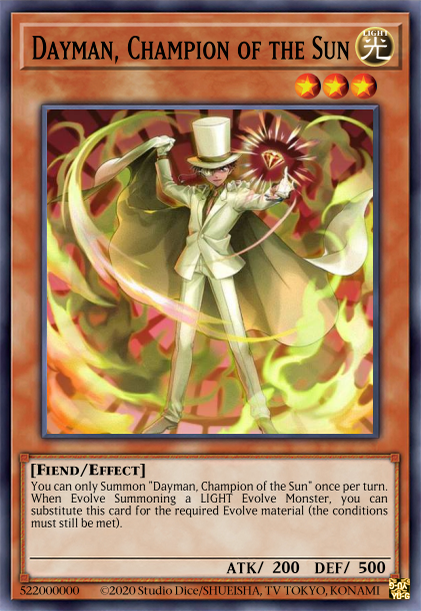 Dayman, Champion of the Sun
LIGHT
光
[Fiend/Effect]
You can only Summon "Dayman, Champion of the Sun" once per turn.
When Evolve Summoning a LIGHT Evolve Monster, you can
substitute this card for the required Evolve material (the conditions
must still be met).
ATK/ 200 DEF/ 500
522000000 ©2020 Studio Dice/SHUEISHA, TV TOKYO, KONAMI